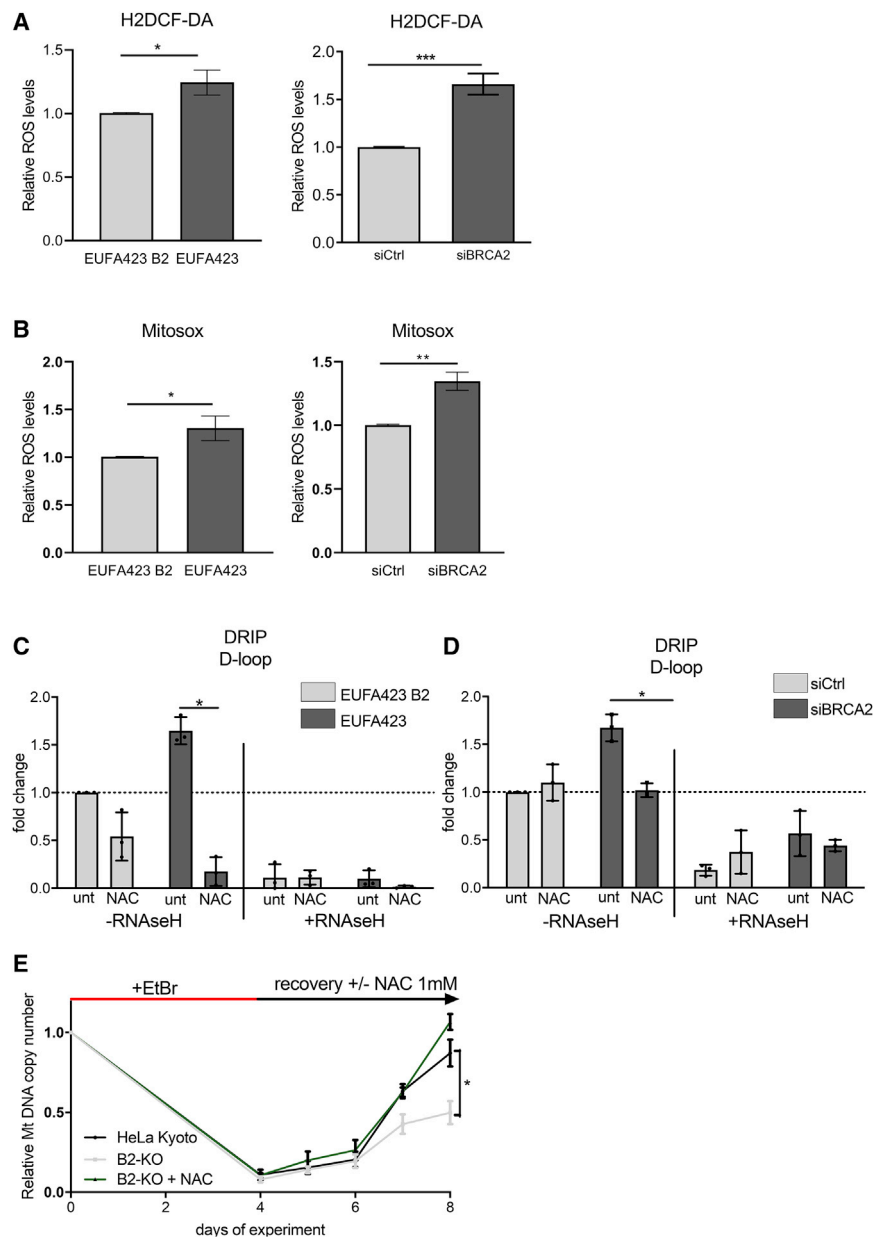 A
H2DCF-DA
Relative ROS levels
1.5
1.0
0.5
0.0
*
EUFA423 B2 EUFA423
H2DCF-DA
Relative ROS levels
2.0
1.5
1.0
0.5
0.0
***
siCtrl siBRCA2
B
Mitosox
Relative ROS levels
2.0
1.5
1.0
0.5
0.0
*
EUFA423 B2 EUFA423
Mitosox
Relative ROS levels
1.5
1.0
0.5
0.0
**
siCtrl siBRCA2
C
DRIP
D-loop
EUFA423 B2
EUFA423
fold change
2.0
1.5
1.0
0.5
0.0
*
unt NAC unt NAC unt NAC unt NAC
-RNAseH +RNAseH
D
DRIP
D-loop
siCtrl
siBRCA2
fold change
2.0
1.5
1.0
0.5
0.0
*
unt NAC unt NAC unt NAC unt NAC
-RNAseH +RNAseH
E
+EtBr recovery +/- NAC 1mM
Relative Mt DNA copy number
1.0
0.5
0.0
*
HeLa Kyoto
B2-KO
B2-KO + NAC
0 2 4 6 8
days of experiment